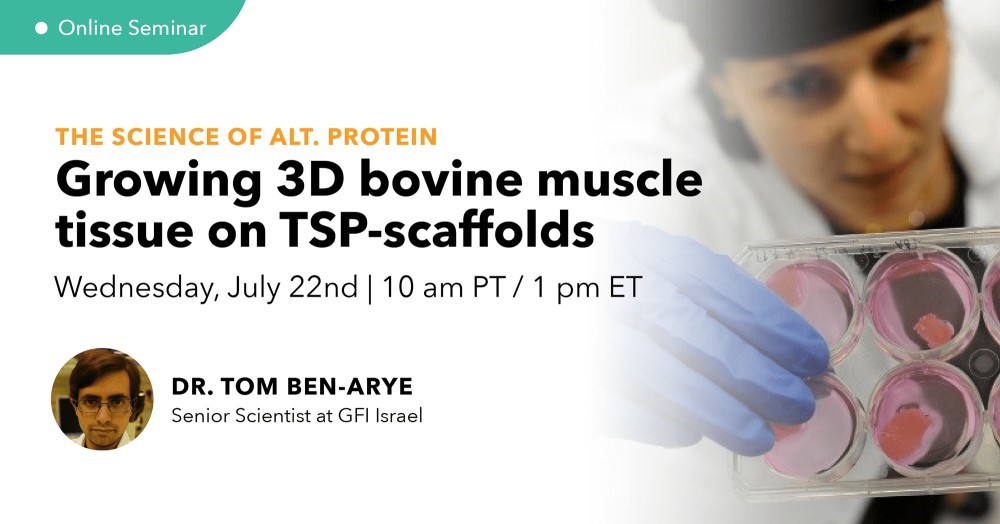 Online Seminar
THE SCIENCE OF ALT. PROTEIN
Growing 3D bovine muscle
tissue on TSP-scaffolds
Wednesday, July 22nd | 10 am PT / 1 pm ET
DR. TOM BEN-ARYE
Senior Scientist at GFI Israel